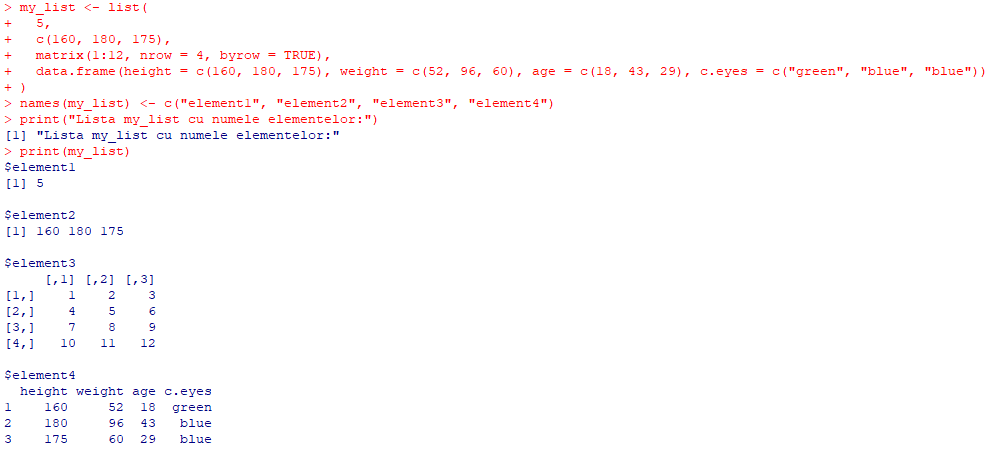 > my_list <- list(
+   5,
+   c(160, 180, 175),
+   matrix(1:12, nrow = 4, byrow = TRUE),
+   data.frame(height = c(160, 180, 175), weight = c(52, 96, 60), age = c(18, 43, 29), c.eyes = c("green", "blue", "blue"))
+ )
> names(my_list) <- c("element1", "element2", "element3", "element4")
> print("Lista my_list cu numele elementelor:")
[1] "Lista my_list cu numele elementelor:"
> print(my_list)
$element1
[1] 5

$element2
[1] 160 180 175

$element3
     [,1] [,2] [,3]
[1,]    1    2    3
[2,]    4    5    6
[3,]    7    8    9
[4,]   10   11   12

$element4
  height weight age c.eyes
1    160     52  18  green
2    180     96  43   blue
3    175     60  29   blue